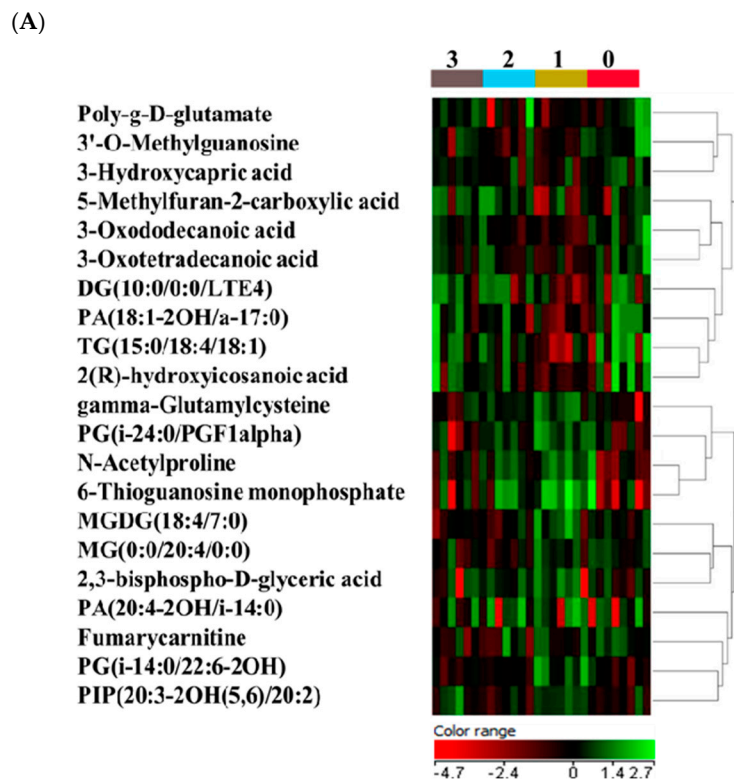 (A)
3 2 1 0
Poly-g-D-glutamate
3'-O-Methylguanosine
3-Hydroxycapric acid
5-Methylfuran-2-carboxylic acid
3-Oxododecanoic acid
3-Oxotetradecanoic acid
DG(10:0/0:0/LTE4)
PA(18:1-2OH/a-17:0)
TG(15:0/18:4/18:1)
2(R)-hydroxyicosanoic acid
gamma-Glutamylcysteine
PG(i-24:0/PGF1alpha)
N-Acetylproline
6-Thioguanosine monophosphate
MGDG(18:4/7:0)
MG(0:0/20:4/0:0)
2,3-bisphospho-D-glyceric acid
PA(20:4-2OH/i-14:0)
Fumarycarnitine
PG(i-14:0/22:6-2OH)
PIP(20:3-2OH(5,6)/20:2)
Color range
-4.7 -2.4 0 1.4 2.7